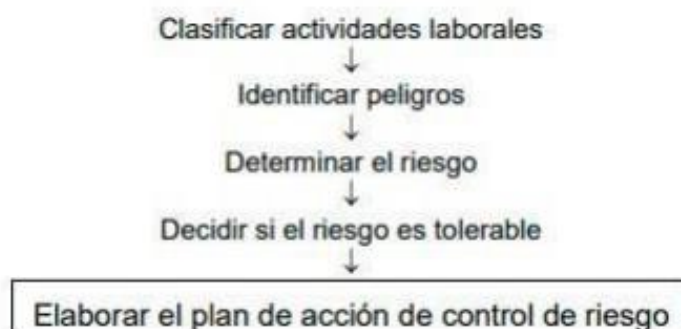 Clasificar actividades laborales
↓
Identificar peligros
↓
Determinar el riesgo
↓
Decidir si el riesgo es tolerable
↓
Elaborar el plan de acción de control de riesgo